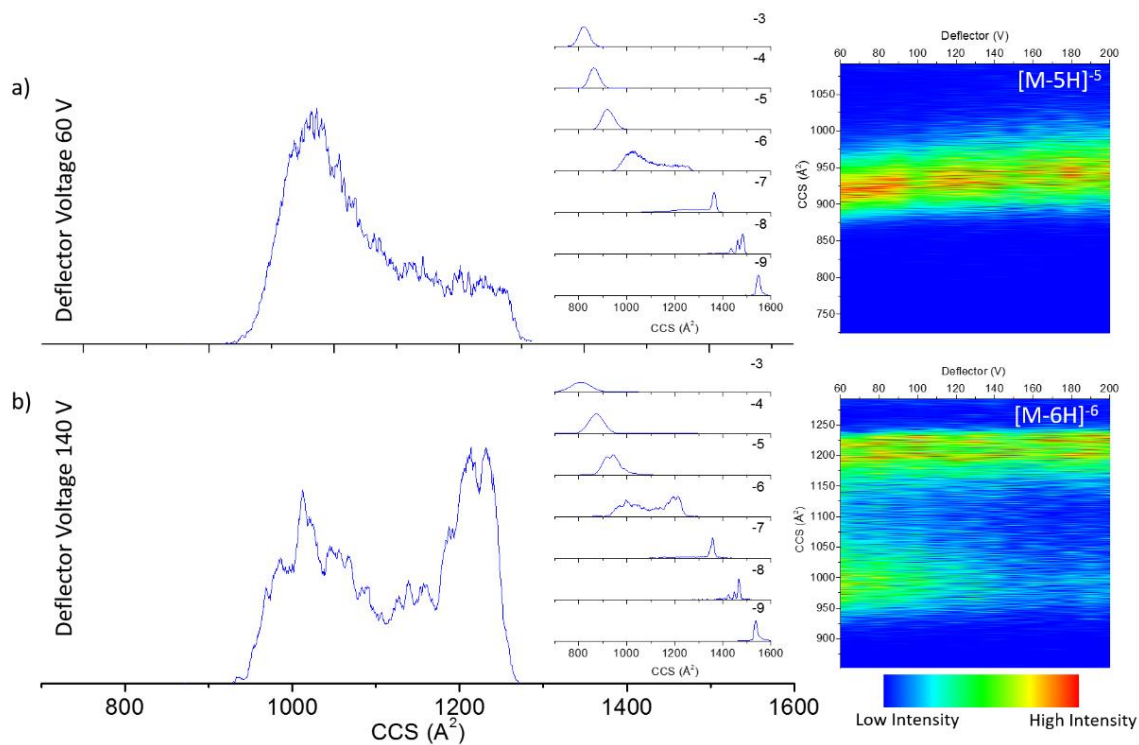 a)
Deflector Voltage 60 V
-3
-4
-5
-6
-7
-8
-9
800 1000 1200 1400 1600
CCS (Å²)
Deflector (V)
60 80 100 120 140 160 180 200
[M-5H]⁻⁵
CCS (Å²)
1050
1000
950
900
850
800
750
b)
Deflector Voltage 140 V
-3
-4
-5
-6
-7
-8
-9
800 1000 1200 1400 1600
CCS (Å²)
800 1000 1200 1400 1600
CCS (Å²)
Deflector (V)
60 80 100 120 140 160 180 200
[M-6H]⁻⁶
CCS (Å²)
1250
1200
1150
1100
1050
1000
950
900
Low Intensity High Intensity